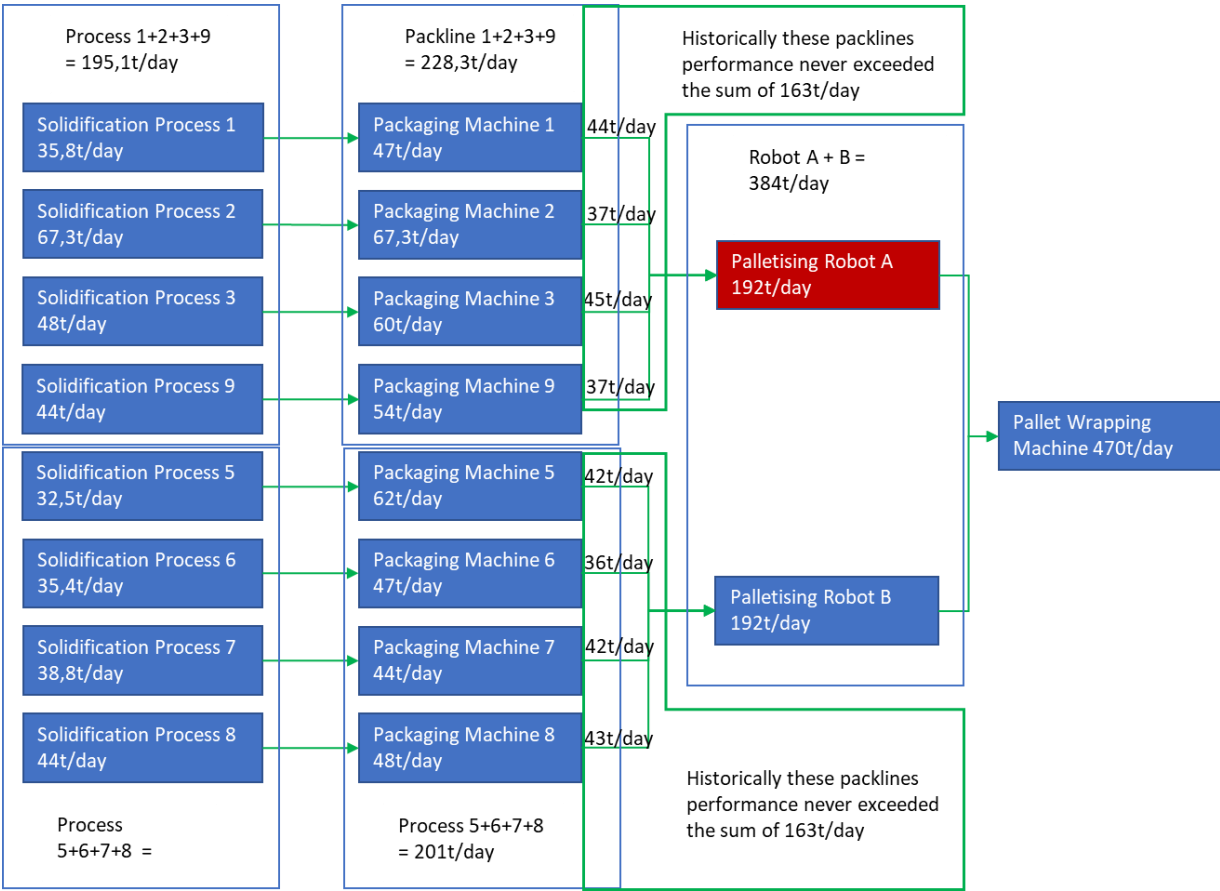 Process 1+2+3+9
= 195,1t/day
Packline 1+2+3+9
= 228,3t/day
Historically these packlines
performance never exceeded
the sum of 163t/day
Solidification Process 1
35,8t/day
Packaging Machine 1
47t/day
44t/day
Robot A + B =
384t/day
Solidification Process 2
67,3t/day
Packaging Machine 2
67,3t/day
37t/day
Palletising Robot A
192t/day
Solidification Process 3
48t/day
Packaging Machine 3
60t/day
45t/day
Solidification Process 9
44t/day
Packaging Machine 9
54t/day
37t/day
Pallet Wrapping
Machine 470t/day
Solidification Process 5
32,5t/day
Packaging Machine 5
62t/day
42t/day
Solidification Process 6
35,4t/day
Packaging Machine 6
47t/day
36t/day
Palletising Robot B
192t/day
Solidification Process 7
38,8t/day
Packaging Machine 7
44t/day
42t/day
Solidification Process 8
44t/day
Packaging Machine 8
48t/day
43t/day
Historically these packlines
performance never exceeded
the sum of 163t/day
Process
5+6+7+8 =
Process 5+6+7+8
= 201t/day